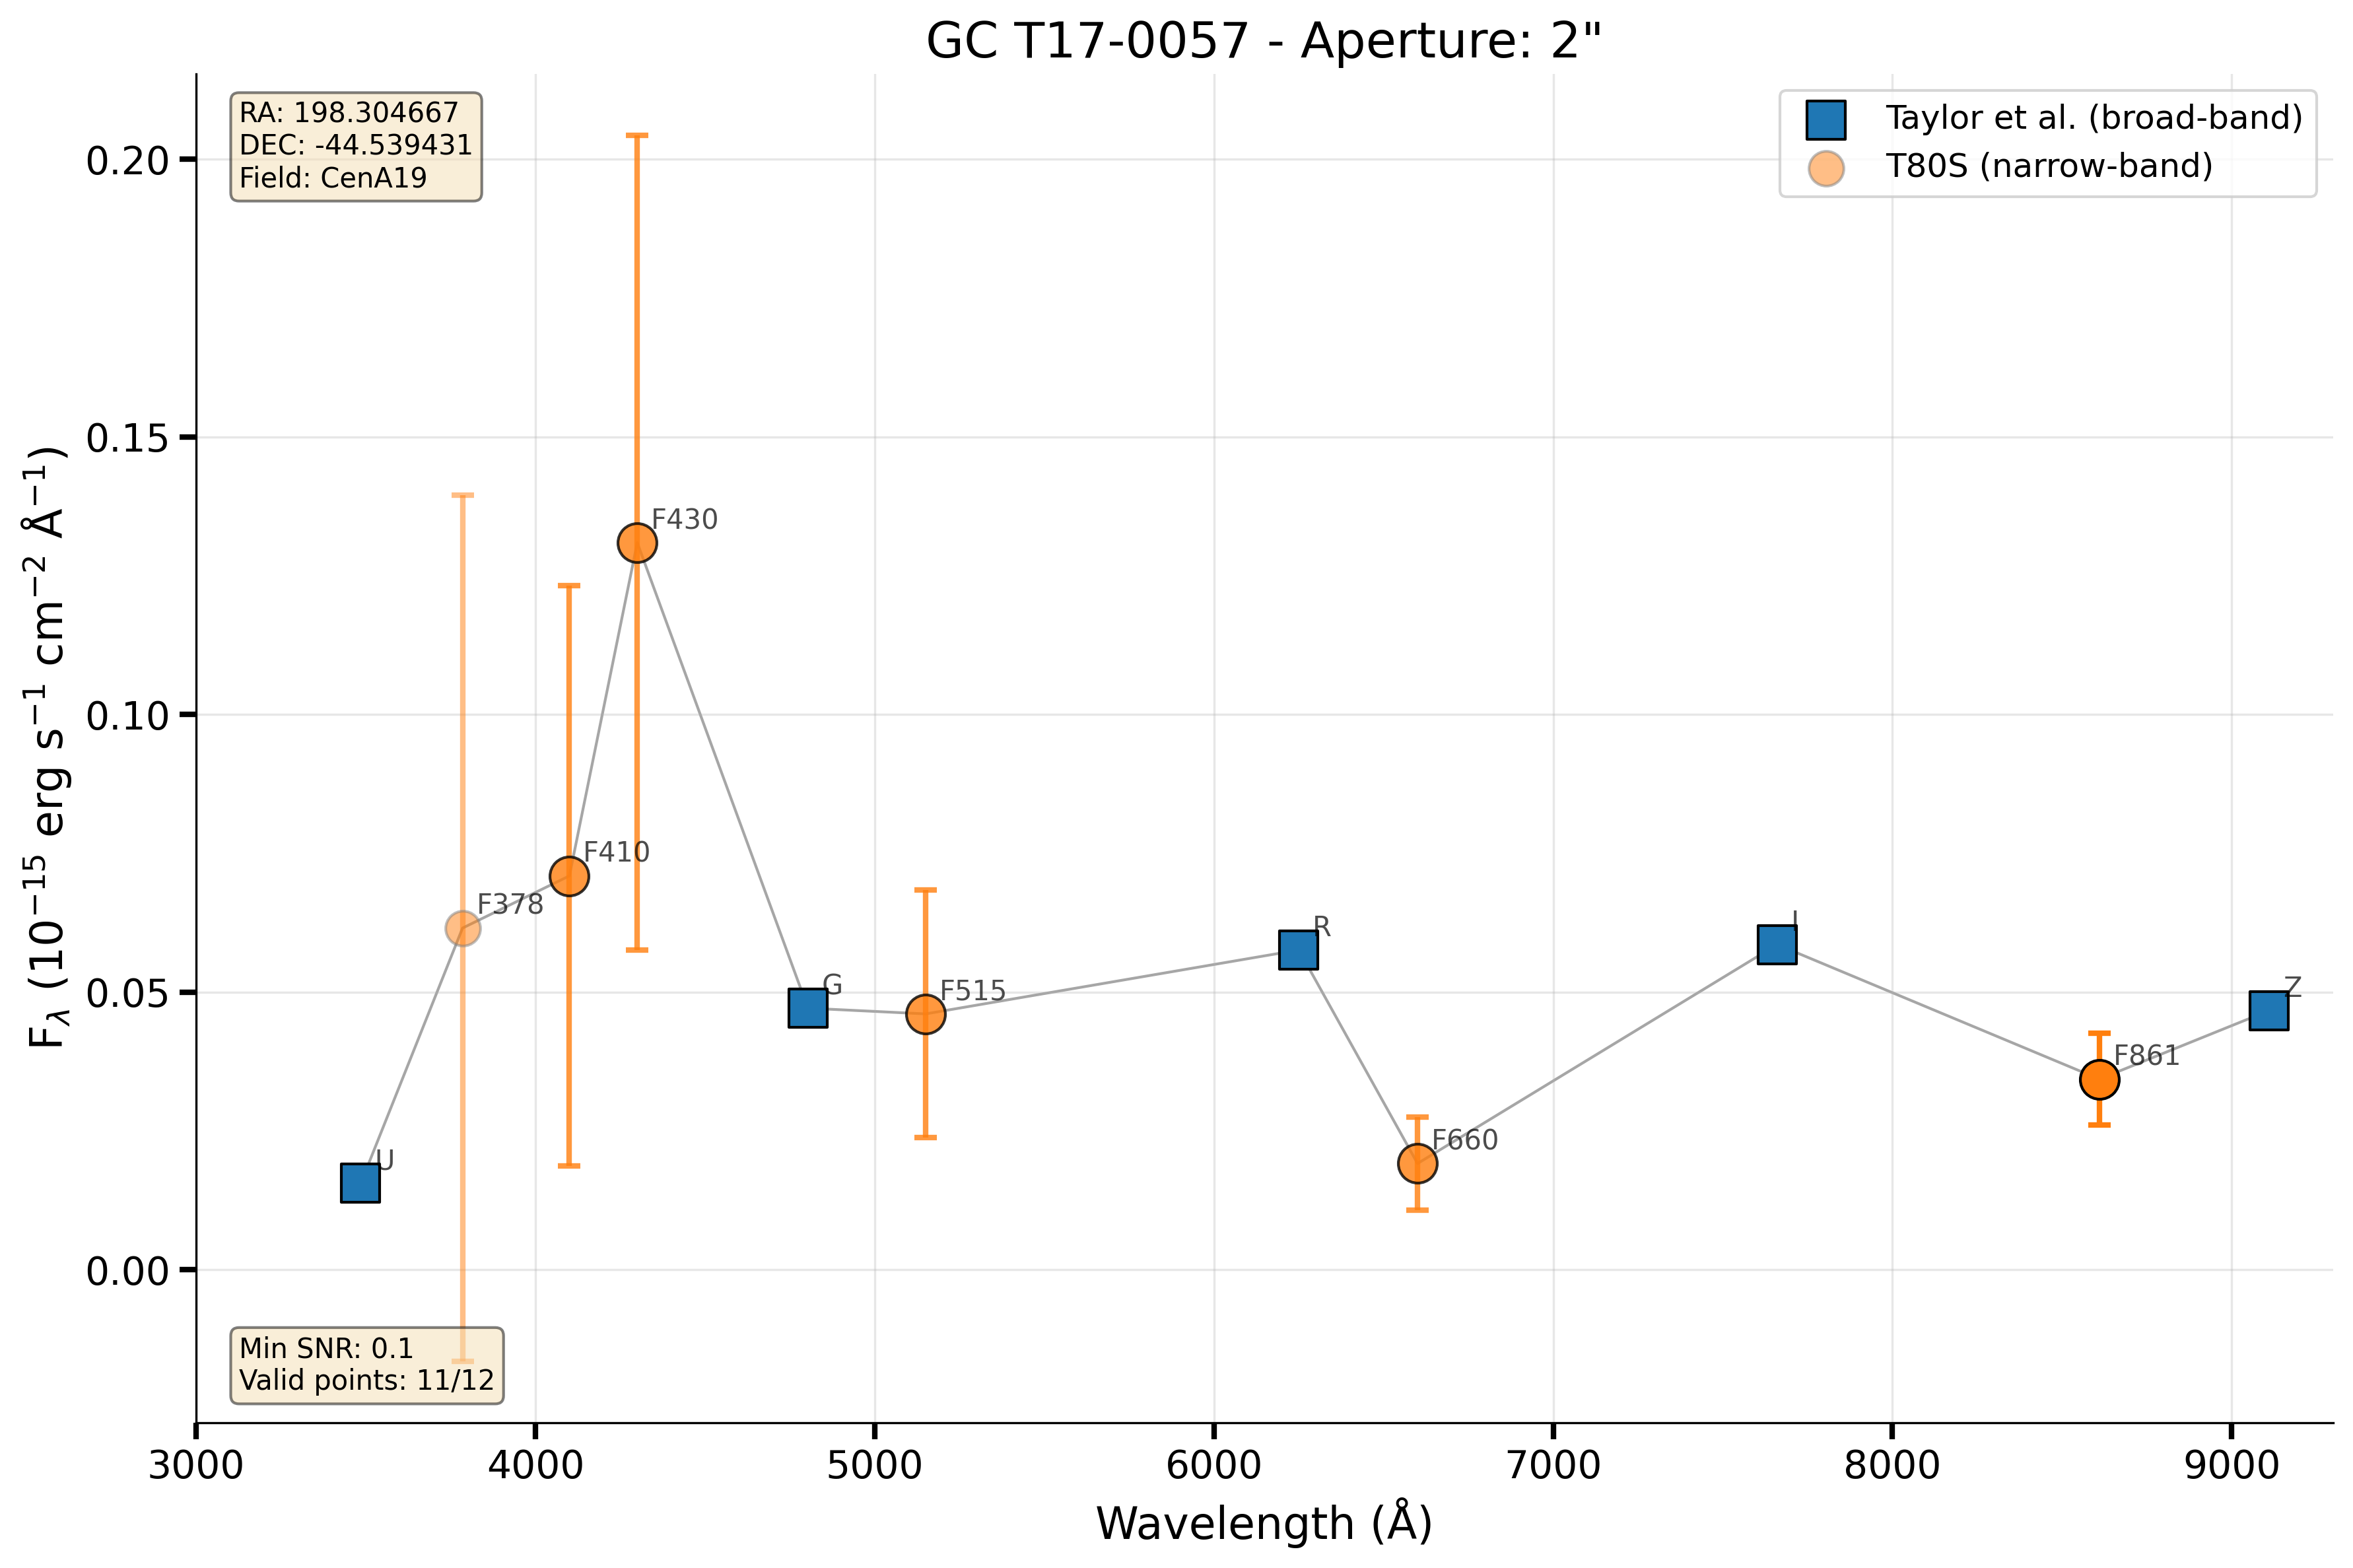 GC T17-0057 - Aperture: 2"
RA: 198.304667
DEC: -44.539431
Field: CenA19
Taylor et al. (broad-band)
T80S (narrow-band)
0.20
0.15
0.10
0.05
0.00
F$_{\lambda}$ (10$^{-15}$ erg s$^{-1}$ cm$^{-2}$ Å$^{-1}$)
U
F378
F410
F430
G
F515
R
F660
I
F861
Z
Min SNR: 0.1
Valid points: 11/12
3000 4000 5000 6000 7000 8000 9000
Wavelength (Å)